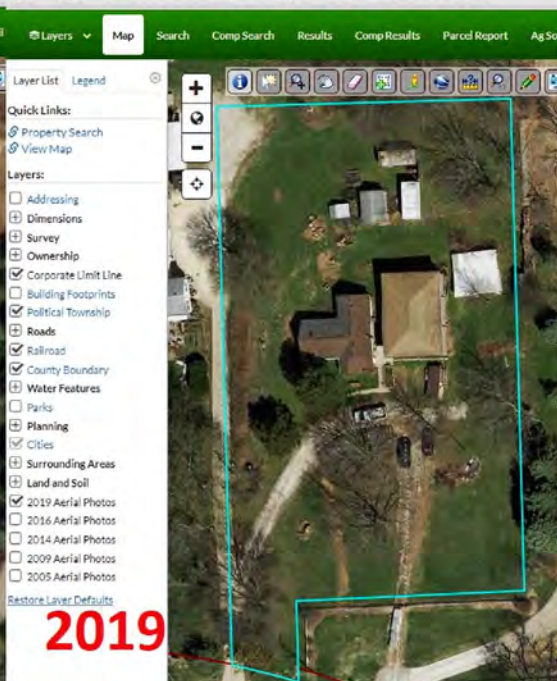 Layers Map Search Comp Search Results Comp Results Parcel Report Ag
Layer List Legend
Quick Links:
Property Search
View Map
Layers:
Addressing
Dimensions
Survey
Ownership
Corporate Limit Line
Building Footprints
Political Township
Roads
Railroad
County Boundary
Water Features
Parks
Planning
Cities
Surrounding Areas
Land and Soil
2019 Aerial Photos
2016 Aerial Photos
2014 Aerial Photos
2009 Aerial Photos
2005 Aerial Photos
Restore Layer Defaults
2019